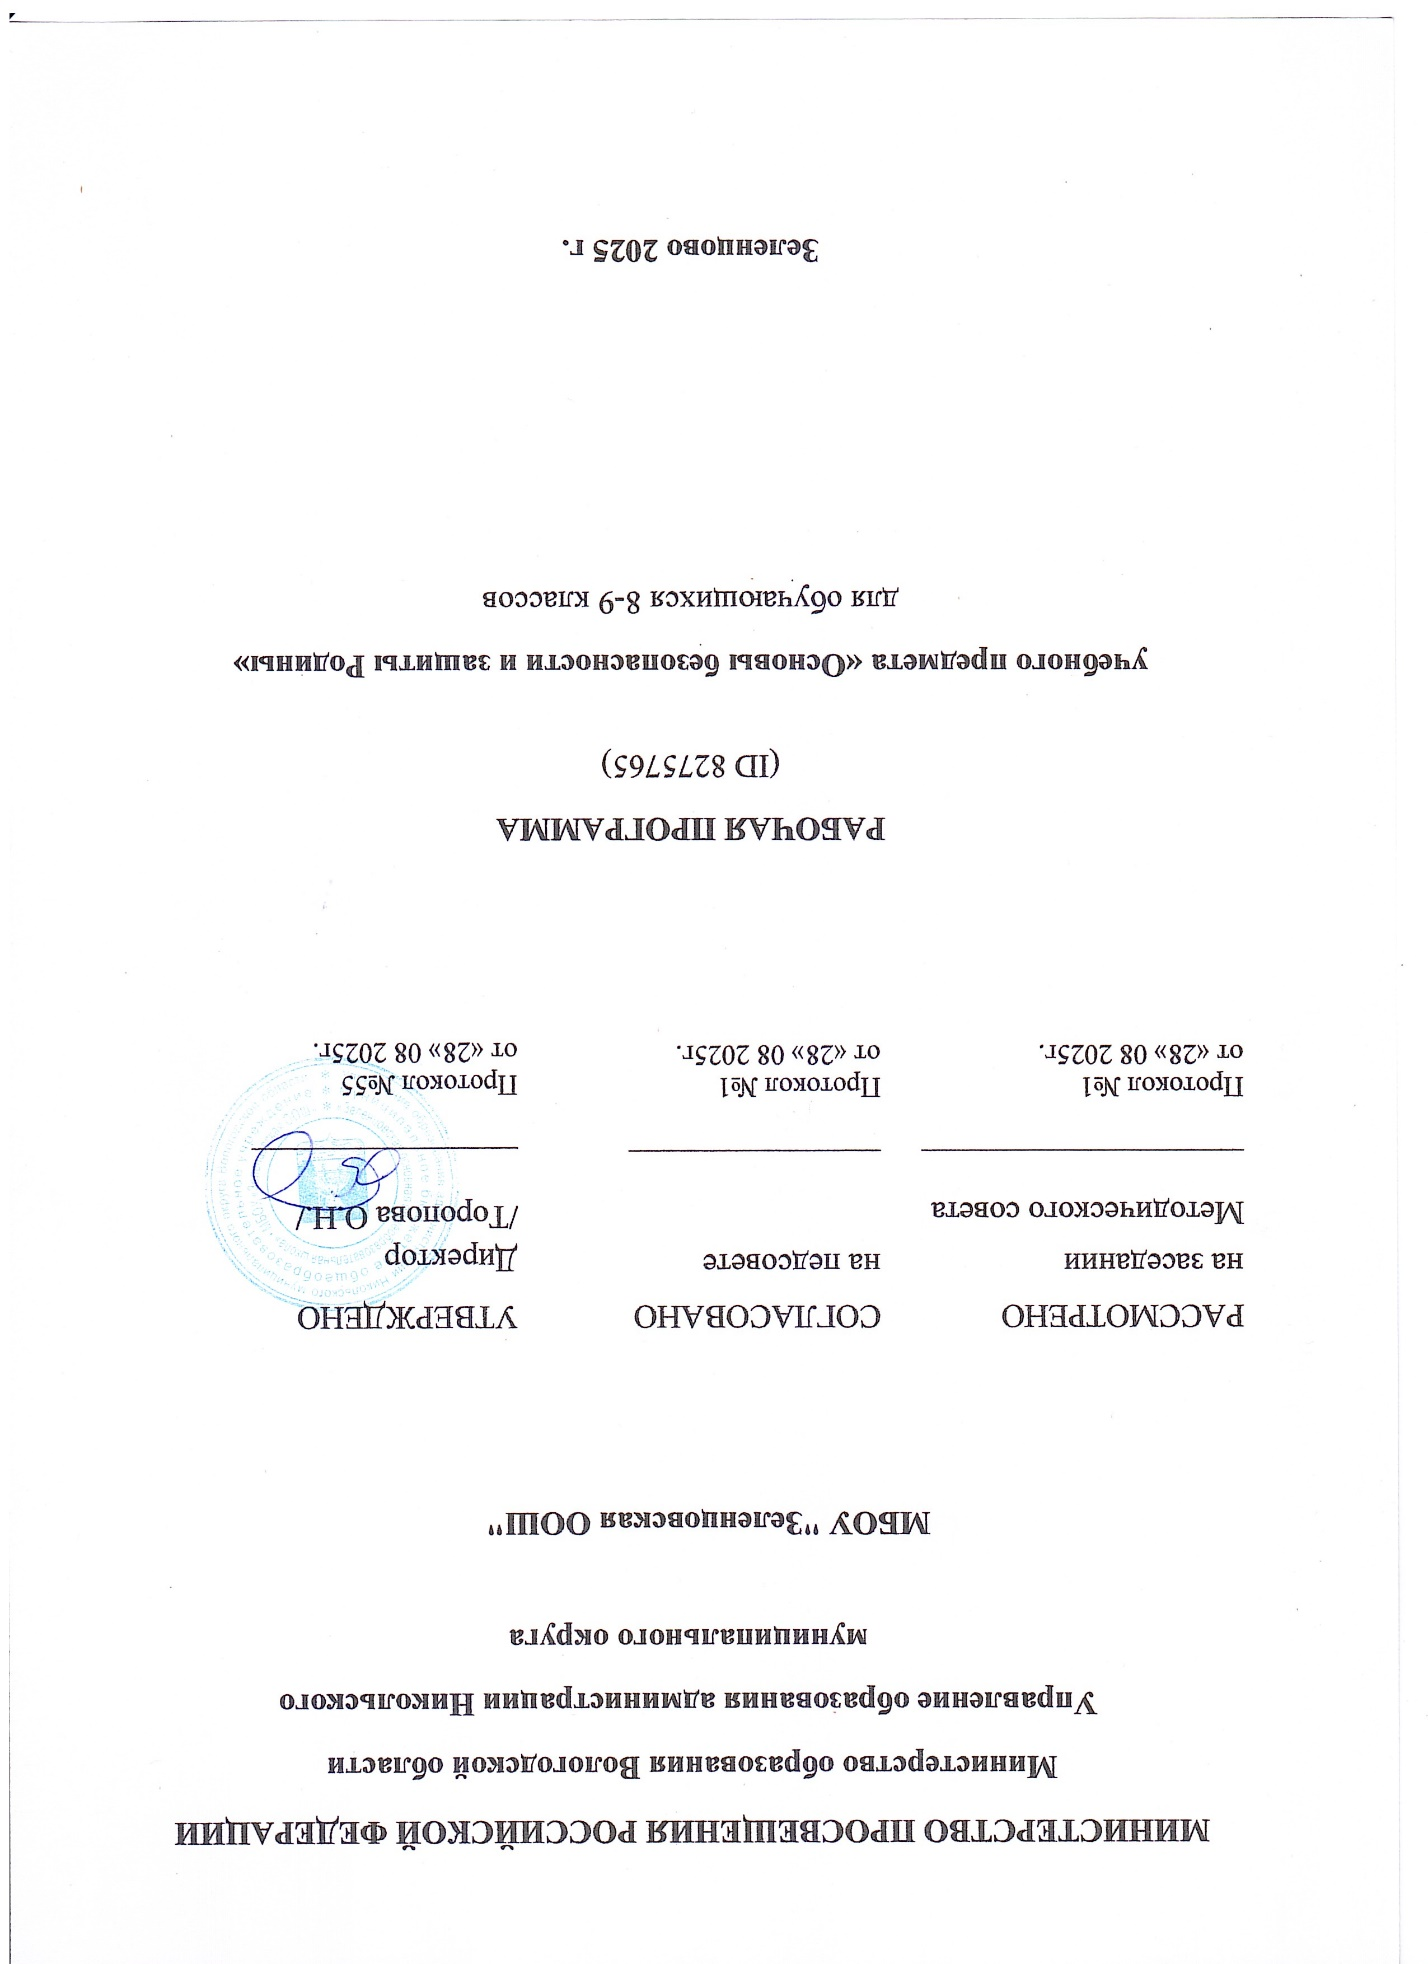 МИНИСТЕРСТВО ПРОСВЕЩЕНИЯ РОССИЙСКОЙ ФЕДЕРАЦИИ
Министерство образования Вологодской области
Управление образования администрации Никольского
муниципального округа
МБОУ "Зеленцовская ООШ"
РАССМОТРЕНО
на заседании
Методического совета
Протокол №1
от «28» 08 2025г.
СОГЛАСОВАНО
на педсовете
Протокол №1
от «28» 08 2025г.
УТВЕРЖДЕНО
Директор
/Торопова О.Н./
Протокол №55
от «28» 08 2025г.
РАБОЧАЯ ПРОГРАММА
(ID 8275765)
учебного предмета «Основы безопасности и защиты Родины»
для обучающихся 8-9 классов
Зеленцово 2025 г.